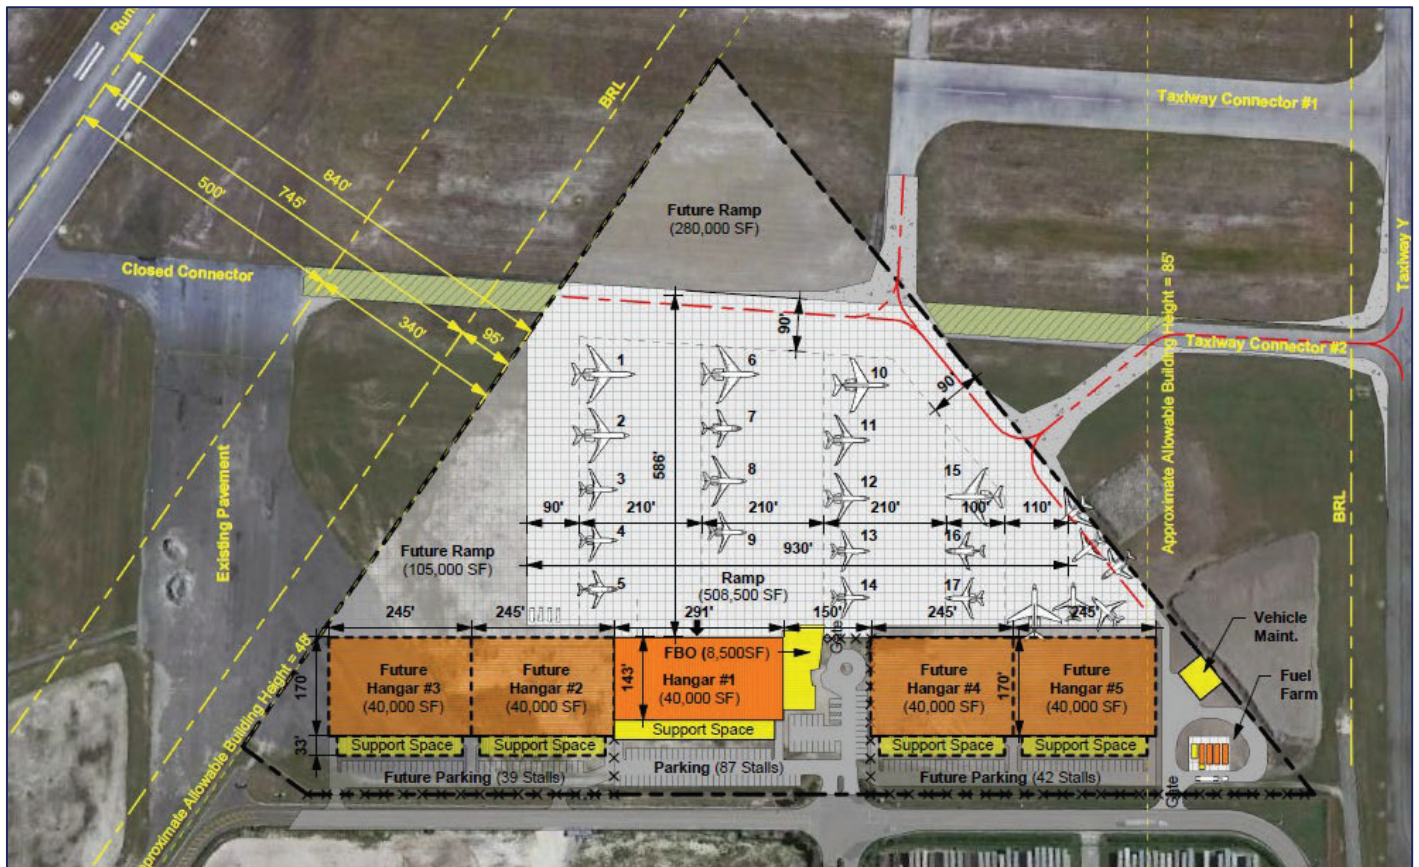 Run
BRL
Taxiway Connector #1
840'
745'
500'
Future Ramp
(280,000 SF)
Closed Connector
340'
95'
90'
586'
90'
Taxiway Connector #2
Taxiway Y
Approximate Allowable Building Height = 85'
BRL
1
6
10
2
7
11
3
8
12
15
4
9
13
16
5
14
17
90'
210'
210'
210'
100'
110'
930'
Existing Pavement
Future Ramp
(105,000 SF)
Ramp
(508,500 SF)
245'
245'
291'
150'
245'
245'
Gate
Vehicle
Maint.
Fuel
Farm
FBO (8,500SF)
170'
Future
Hangar #3
(40,000 SF)
Future
Hangar #2
(40,000 SF)
143'
Hangar #1
(40,000 SF)
Future
Hangar #4
(40,000 SF)
170'
Future
Hangar #5
(40,000 SF)
33'
Support Space
Support Space
Support Space
Support Space
Support Space
Future Parking (39 Stalls)
Parking (87 Stalls)
Future Parking (42 Stalls)
Gate
proximate Allowable Building Height = 48'